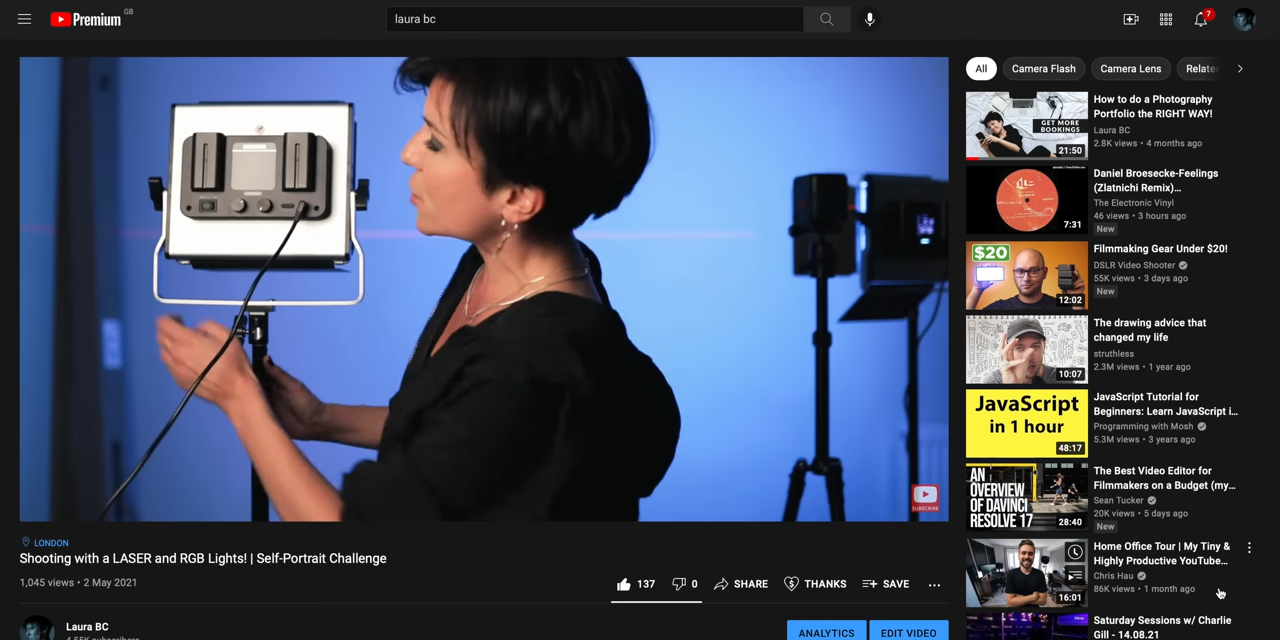 Premium GB
laura bc
7
All
Camera Flash
Camera Lens
Relate
GET MORE
BOOKINGS
21:50
How to do a Photography
Portfolio the RIGHT WAY!
Laura BC
2.8K views • 4 months ago
7:31
Daniel Broesecke-Feelings
(Zlatnichi Remix)...
The Electronic Vinyl
46 views • 3 hours ago
New
$20
12:02
Filmmaking Gear Under $20!
DSLR Video Shooter
55K views • 3 days ago
New
10:07
The drawing advice that
changed my life
struthless
2.3M views • 1 year ago
JavaScript
in 1 hour
48:17
JavaScript Tutorial for
Beginners: Learn JavaScript i...
Programming with Mosh
5.3M views • 3 years ago
AN
OVERVIEW
OF DAVINCI
RESOLVE 17
28:40
The Best Video Editor for
Filmmakers on a Budget (my...
Sean Tucker
20K views • 5 days ago
New
16:01
Home Office Tour | My Tiny &
Highly Productive YouTube...
Chris Hau
86K views • 1 month ago
Saturday Sessions w/ Charlie
Gill - 14.08.21
SUBSCRIBE
LONDON
Shooting with a LASER and RGB Lights! | Self-Portrait Challenge
1,045 views • 2 May 2021
137
0
SHARE
THANKS
SAVE
Laura BC
4.55K subscribers
ANALYTICS
EDIT VIDEO